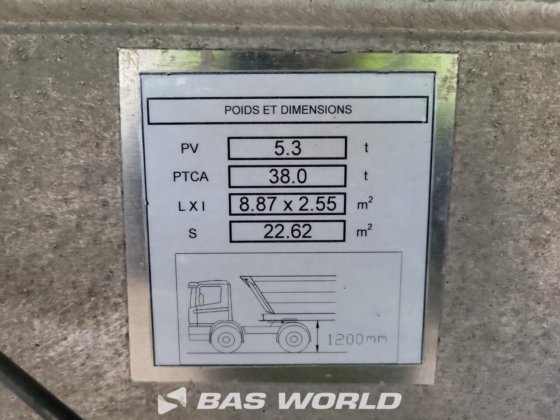 POIDS ET DIMENSIONS
PV 5.3 t
PTCA 38.0 t
L X l 8.87 x 2.55 m²
S 22.62 m²
1200mm
BAS WORLD